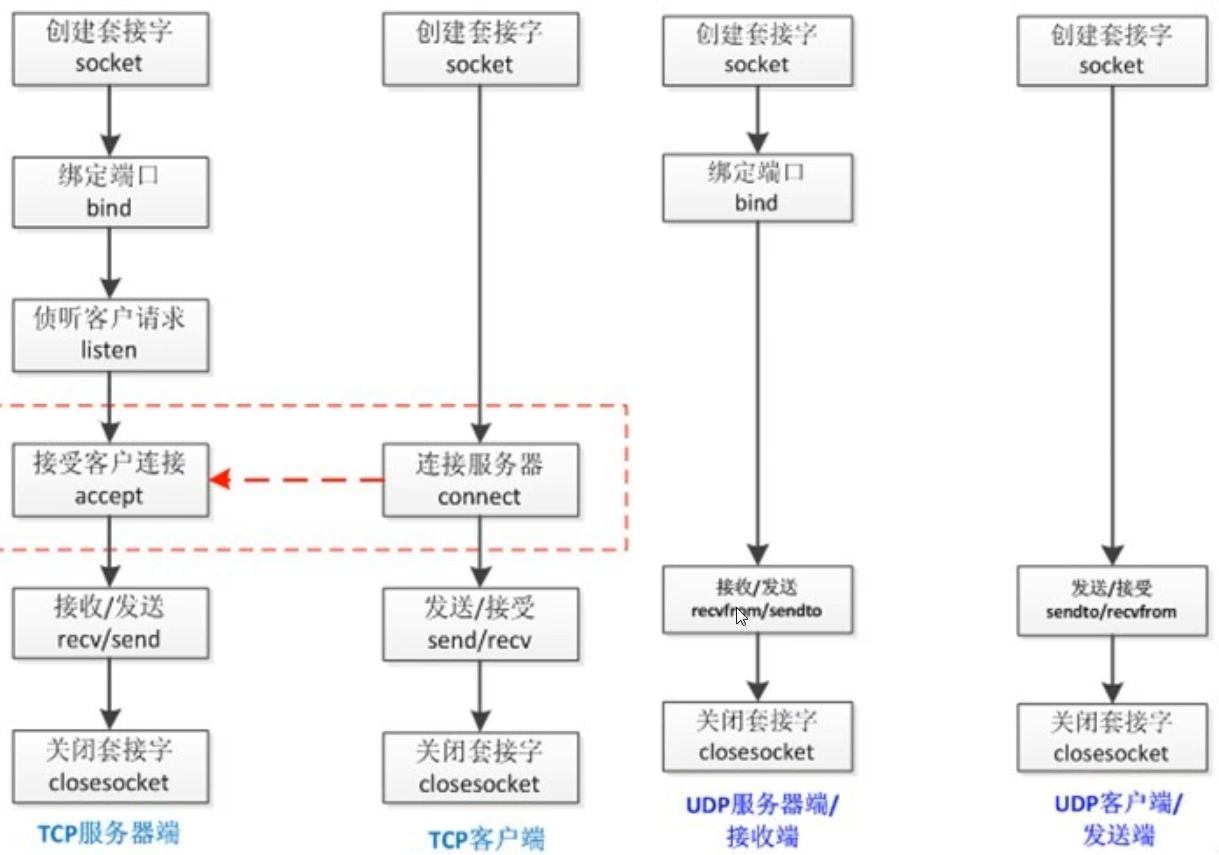 创建套接字
socket
绑定端口
bind
侦听客户请求
listen
接受客户连接
accept
接收/发送
recv/send
关闭套接字
closesocket
TCP服务器端
创建套接字
socket
连接服务器
connect
发送/接受
send/recv
关闭套接字
closesocket
TCP客户端
创建套接字
socket
绑定端口
bind
接收/发送
recvfrom/sendto
关闭套接字
closesocket
UDP服务器端/
接收端
创建套接字
socket
发送/接受
sendto/recvfrom
关闭套接字
closesocket
UDP客户端/
发送端